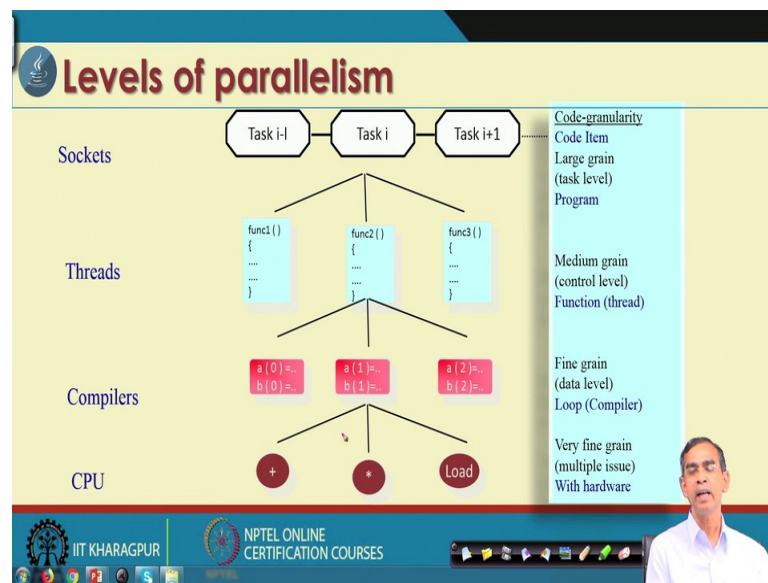 Levels of parallelism
Sockets
Task i-l
Task i
Task i+1
Threads
func1 ( )
{
....
....
}
func2 ( )
{
....
....
}
func3 ( )
{
....
....
}
Compilers
a ( 0 ) =..
b ( 0 ) =..
a ( 1 )=..
b ( 1 )=..
a ( 2 )=..
b ( 2 )=..
CPU
+
*
Load
Code-granularity
Code Item
Large grain
(task level)
Program
Medium grain
(control level)
Function (thread)
Fine grain
(data level)
Loop (Compiler)
Very fine grain
(multiple issue)
With hardware
IIT KHARAGPUR
NPTEL ONLINE
CERTIFICATION COURSES